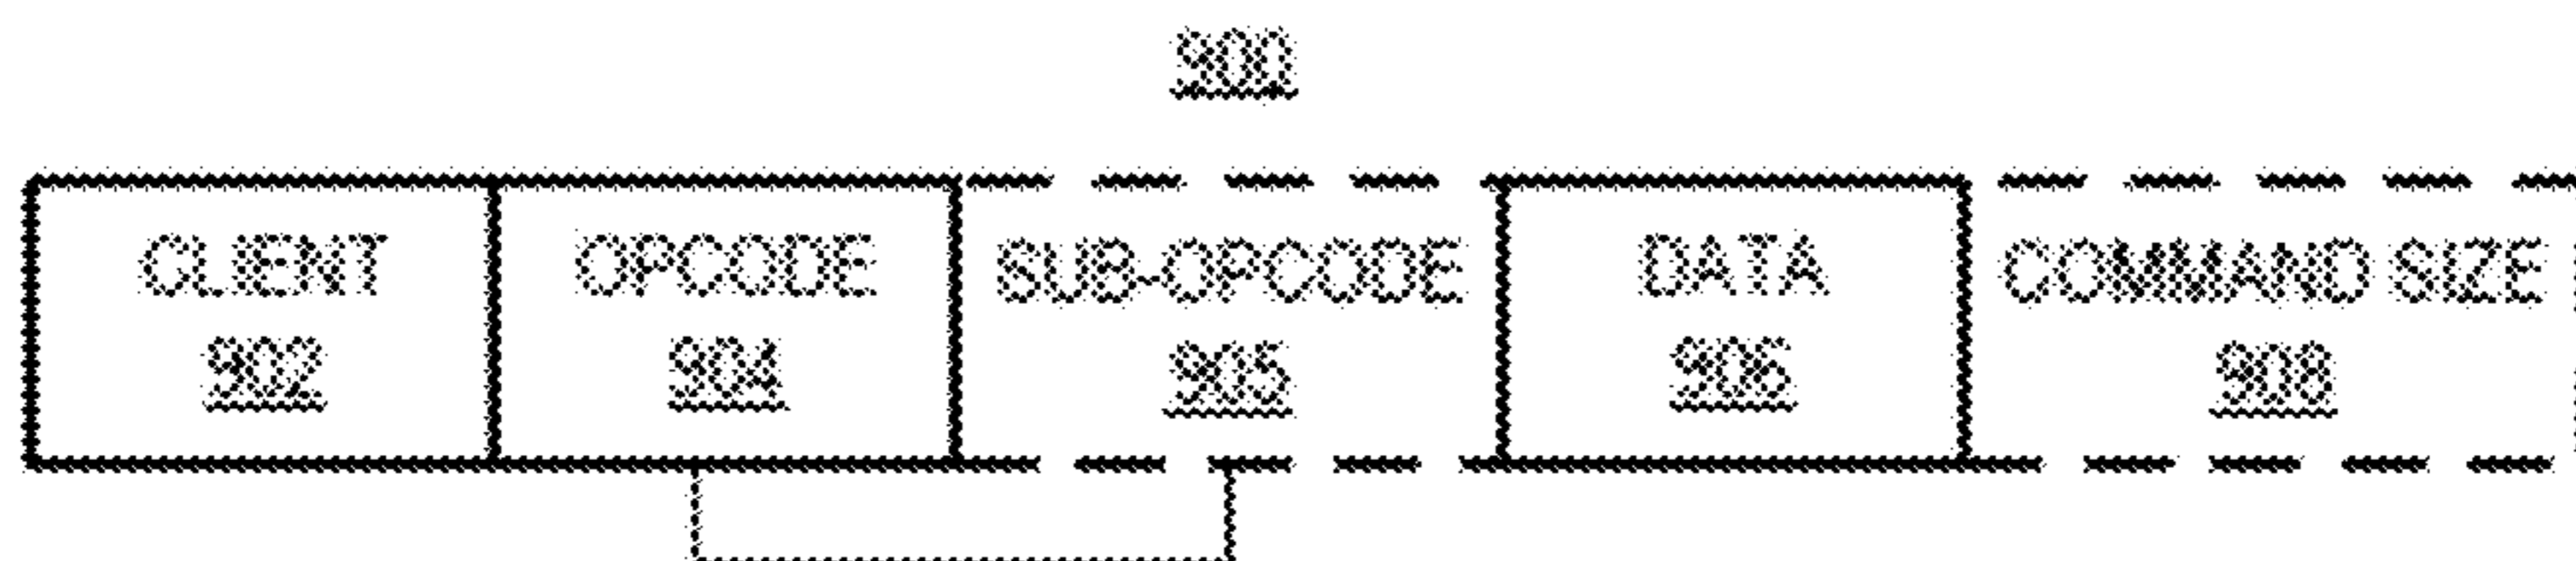 900
CLIENT OPCODE SUB-OPCODE DATA COMMAND SIZE
902 904 905 906 908